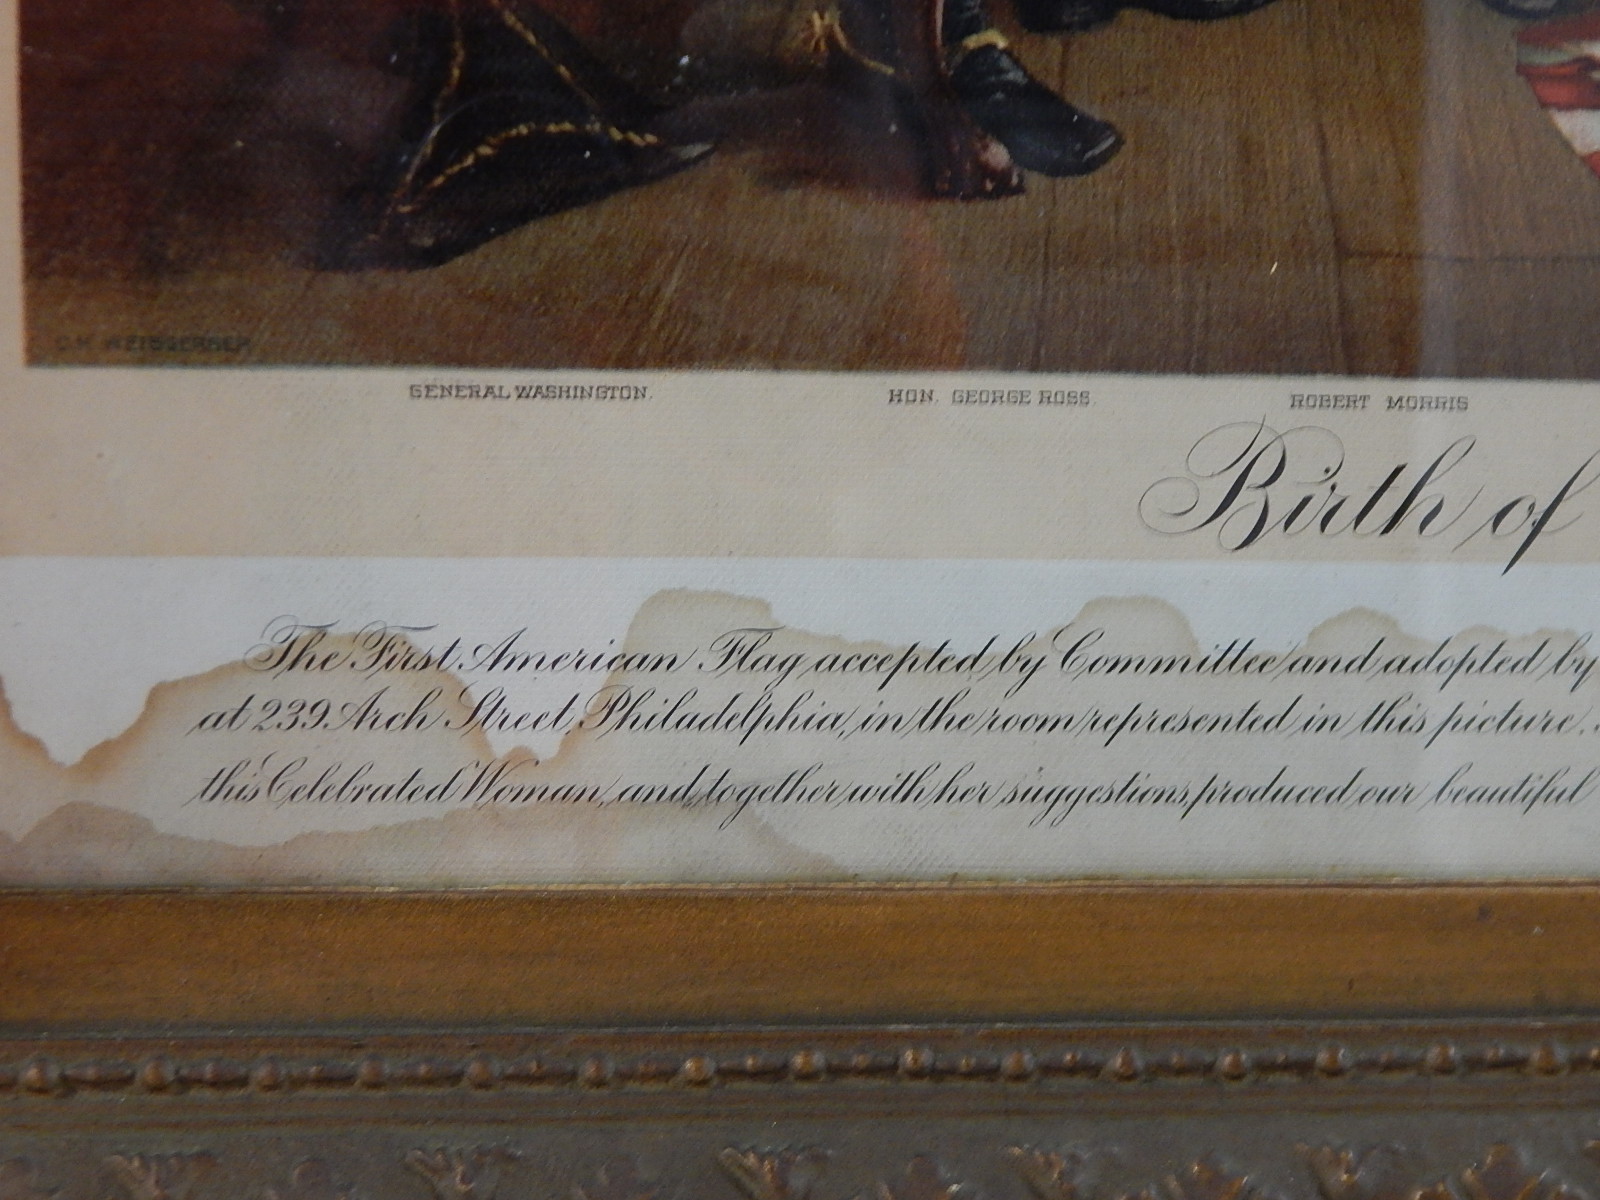 C.H. WEISGERBER
GENERAL WASHINGTON. HON. GEORGE ROSS. ROBERT MORRIS
Birth of
The First American Flag accepted by Committee and adopted by
at 239 Arch Street, Philadelphia, in the room represented in this picture.
this Celebrated Woman, and, together with her suggestions, produced our beautiful